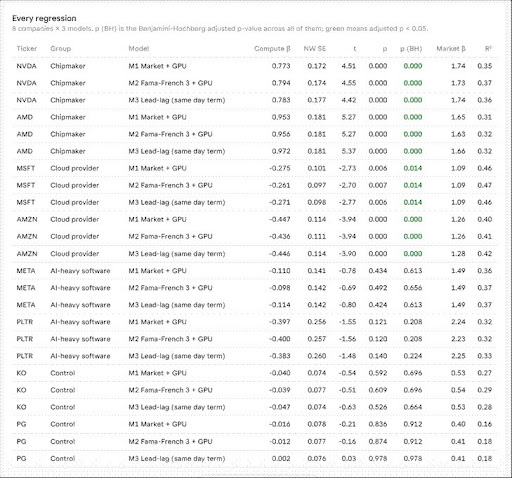 Every regression
8 companies × 3 models. p (BH) is the Benjamini-Hochberg adjusted p-value across all of them; green means adjusted p < 0.05.
Ticker Group Model Compute β NW SE t p p (BH) Market β R²
NVDA Chipmaker M1 Market + GPU 0.773 0.172 4.51 0.000 0.000 1.74 0.35
NVDA Chipmaker M2 Fama-French 3 + GPU 0.794 0.174 4.55 0.000 0.000 1.73 0.37
NVDA Chipmaker M3 Lead-lag (same day term) 0.783 0.177 4.42 0.000 0.000 1.74 0.36
AMD Chipmaker M1 Market + GPU 0.953 0.181 5.27 0.000 0.000 1.65 0.31
AMD Chipmaker M2 Fama-French 3 + GPU 0.956 0.181 5.27 0.000 0.000 1.63 0.32
AMD Chipmaker M3 Lead-lag (same day term) 0.972 0.181 5.37 0.000 0.000 1.66 0.32
MSFT Cloud provider M1 Market + GPU -0.275 0.101 -2.73 0.006 0.014 1.09 0.46
MSFT Cloud provider M2 Fama-French 3 + GPU -0.261 0.097 -2.70 0.007 0.014 1.09 0.47
MSFT Cloud provider M3 Lead-lag (same day term) -0.271 0.098 -2.77 0.006 0.014 1.09 0.46
AMZN Cloud provider M1 Market + GPU -0.447 0.114 -3.94 0.000 0.000 1.26 0.40
AMZN Cloud provider M2 Fama-French 3 + GPU -0.436 0.111 -3.94 0.000 0.000 1.26 0.41
AMZN Cloud provider M3 Lead-lag (same day term) -0.446 0.114 -3.90 0.000 0.000 1.28 0.42
META AI-heavy software M1 Market + GPU -0.110 0.141 -0.78 0.434 0.613 1.49 0.36
META AI-heavy software M2 Fama-French 3 + GPU -0.098 0.142 -0.69 0.492 0.656 1.49 0.37
META AI-heavy software M3 Lead-lag (same day term) -0.114 0.142 -0.80 0.424 0.613 1.49 0.37
PLTR AI-heavy software M1 Market + GPU -0.397 0.256 -1.55 0.121 0.208 2.24 0.32
PLTR AI-heavy software M2 Fama-French 3 + GPU -0.400 0.257 -1.56 0.120 0.208 2.23 0.32
PLTR AI-heavy software M3 Lead-lag (same day term) -0.383 0.260 -1.48 0.140 0.224 2.25 0.33
KO Control M1 Market + GPU -0.040 0.074 -0.54 0.592 0.696 0.53 0.27
KO Control M2 Fama-French 3 + GPU -0.039 0.077 -0.51 0.609 0.696 0.54 0.29
KO Control M3 Lead-lag (same day term) -0.047 0.074 -0.63 0.526 0.664 0.53 0.28
PG Control M1 Market + GPU -0.016 0.078 -0.21 0.836 0.912 0.40 0.16
PG Control M2 Fama-French 3 + GPU -0.012 0.077 -0.16 0.874 0.912 0.41 0.18
PG Control M3 Lead-lag (same day term) 0.002 0.076 0.03 0.978 0.978 0.41 0.18